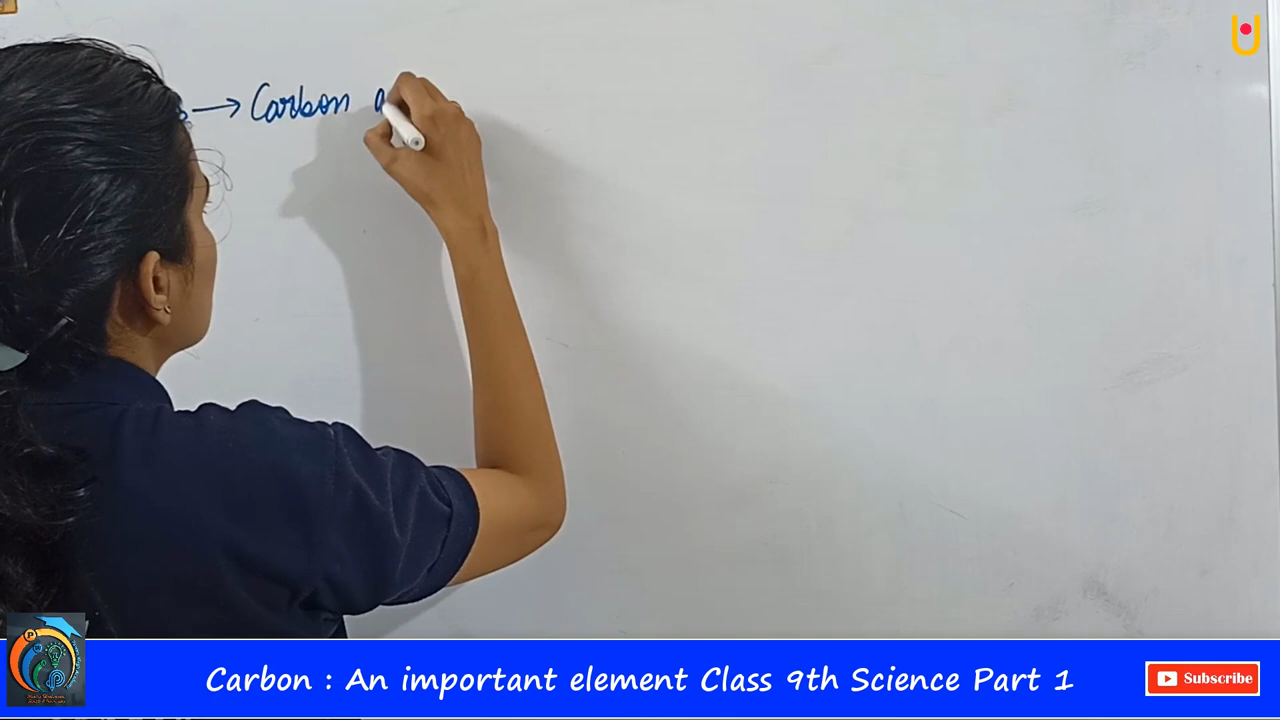 → Carbon a
Carbon : An important element Class 9th Science Part 1
Subscribe